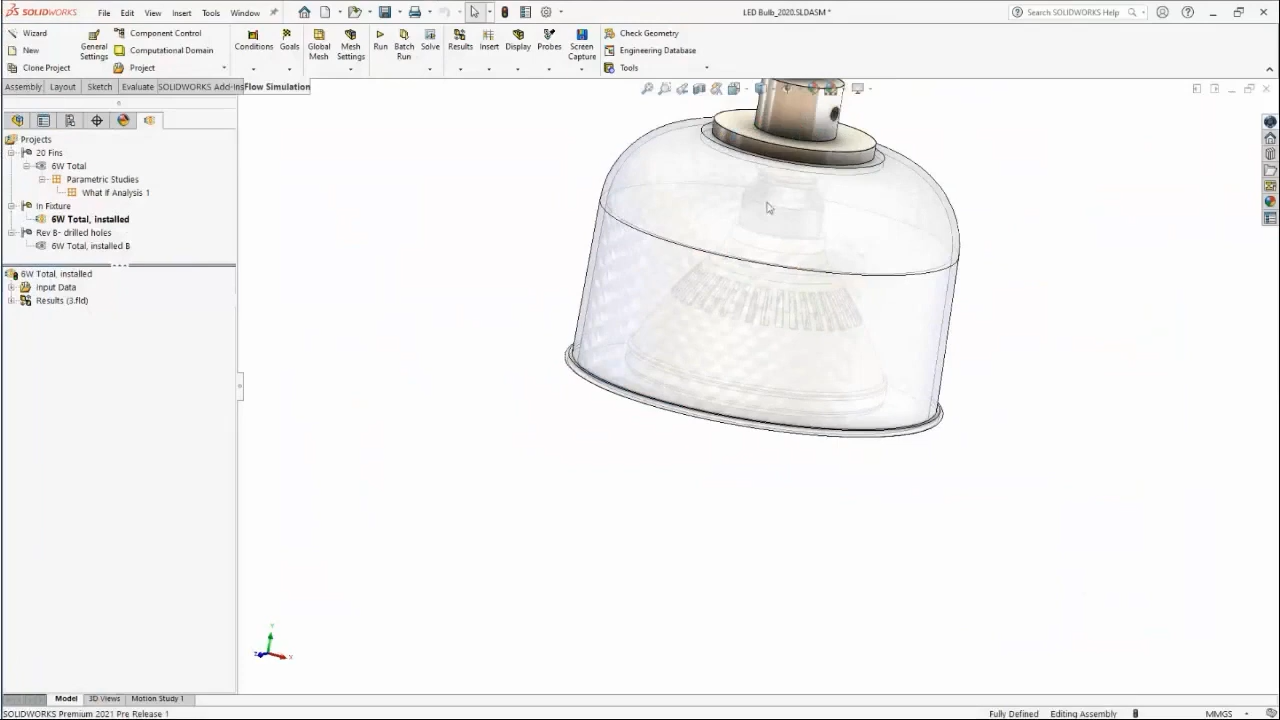 SOLIDWORKS File Edit View Insert Tools Window LED Bulb_2020.SLDASM * Search SOLIDWORKS Help
Wizard
New
Clone Project
General Settings
Component Control
Computational Domain
Project
Conditions
Goals
Global Mesh
Mesh Settings
Run
Batch Run
Solve
Results
Insert
Display
Probes
Screen Capture
Check Geometry
Engineering Database
Tools
Assembly Layout Sketch Evaluate SOLIDWORKS Add-Ins Flow Simulation
Projects
20 Fins
6W Total
Parametric Studies
What If Analysis 1
In Fixture
6W Total, installed
Rev B- drilled holes
6W Total, installed B
6W Total, installed
Input Data
Results (3.fld)
Y
Z
X
Model 3D Views Motion Study 1
SOLIDWORKS Premium 2021 Pre Release 1 Fully Defined Editing Assembly MMGS